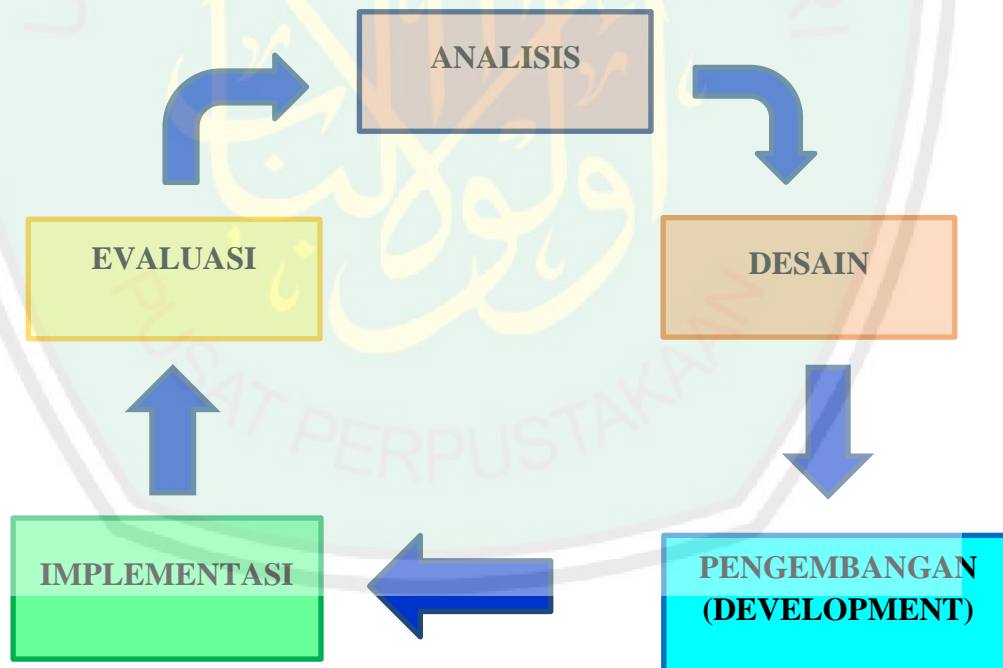 ANALISIS
EVALUASI
DESAIN
PUSAT PERPUSTAKAAN
IMPLEMENTASI
PENGEMBANGAN
(DEVELOPMENT)